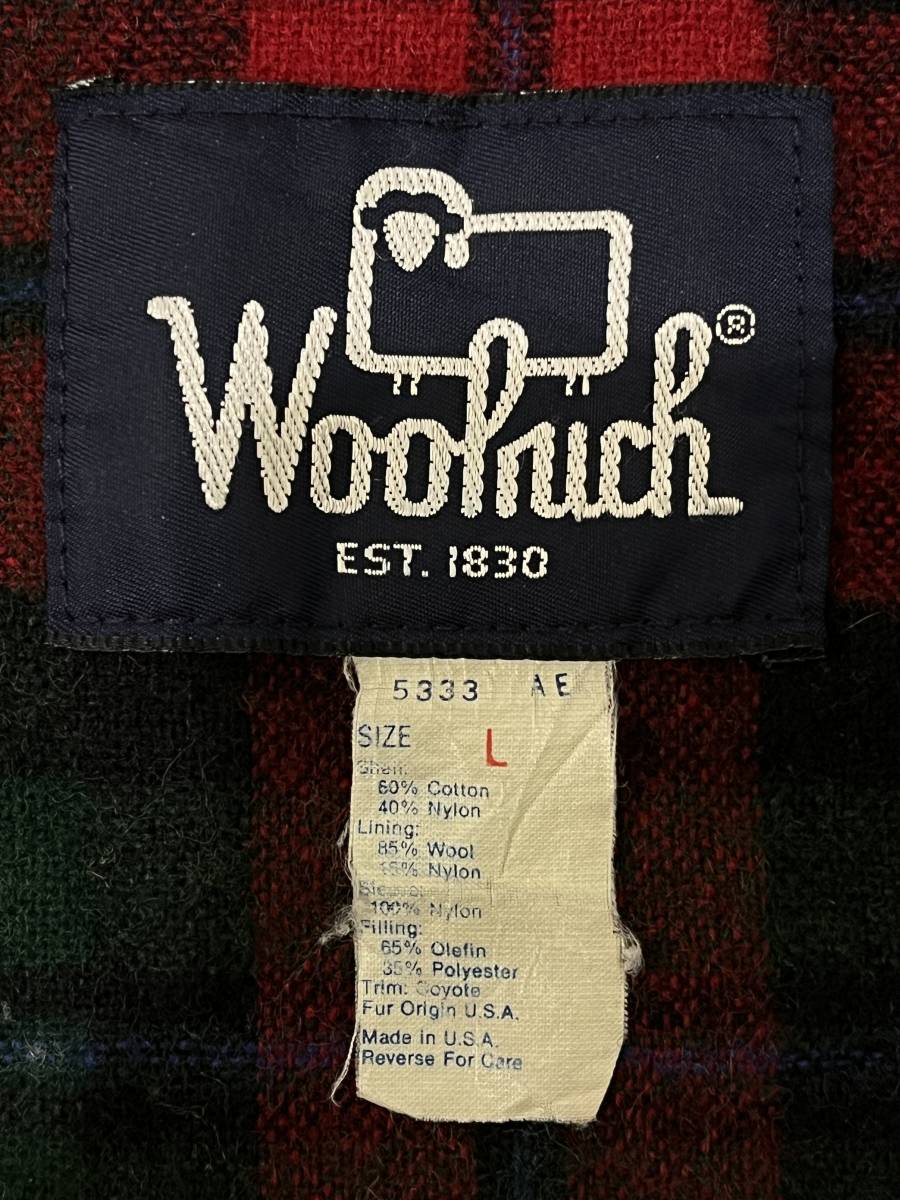 Woolrich®
EST. 1830
5333 AE
SIZE L
Shell:
60% Cotton
40% Nylon
Lining:
85% Wool
15% Nylon
Sleeve:
100% Nylon
Filling:
65% Olefin
35% Polyester
Trim: Coyote
Fur Origin U.S.A.
Made in U.S.A.
Reverse For Care